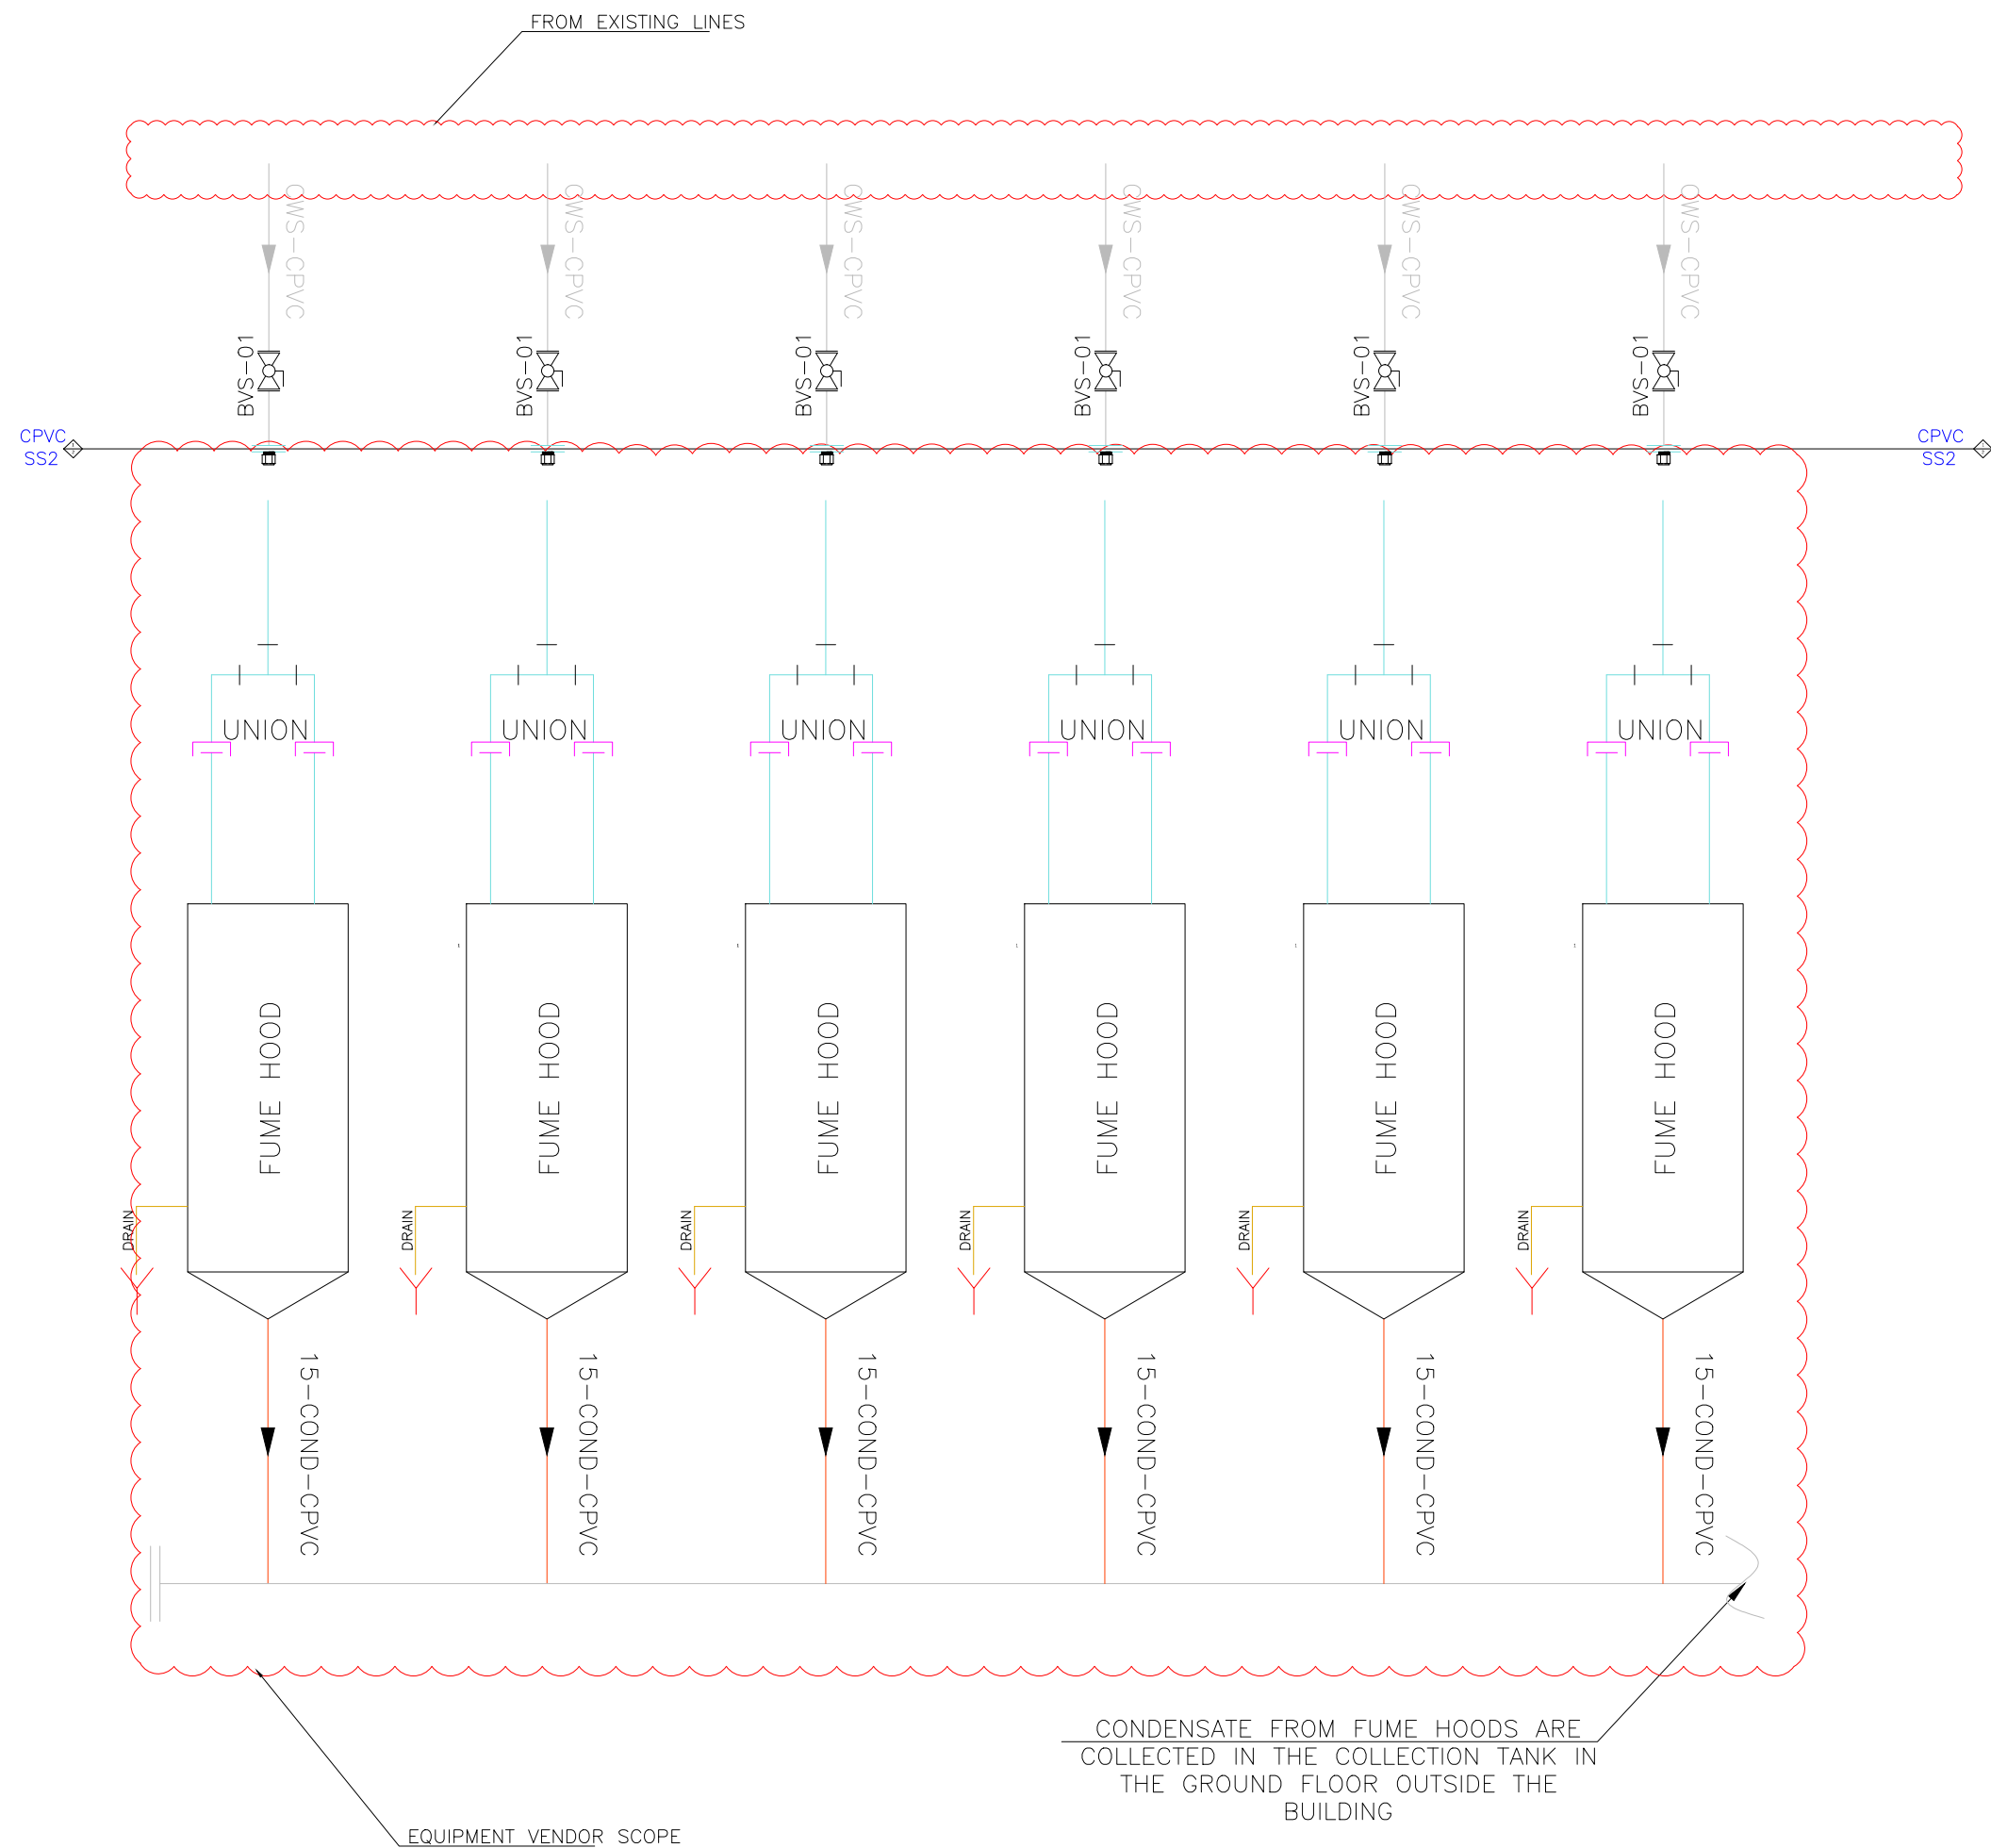 FROM EXISTING LINES
CWS-CPVC
CWS-CPVC
CWS-CPVC
CWS-CPVC
CWS-CPVC
CWS-CPVC
BVS-01
BVS-01
BVS-01
BVS-01
BVS-01
BVS-01
CPVC
SS2
CPVC
SS2
UNION
UNION
UNION
UNION
UNION
UNION
FUME HOOD
FUME HOOD
FUME HOOD
FUME HOOD
FUME HOOD
FUME HOOD
DRAIN
DRAIN
DRAIN
DRAIN
DRAIN
DRAIN
15-COND-CPVC
15-COND-CPVC
15-COND-CPVC
15-COND-CPVC
15-COND-CPVC
15-COND-CPVC
CONDENSATE FROM FUME HOODS ARE
COLLECTED IN THE COLLECTION TANK IN
THE GROUND FLOOR OUTSIDE THE
BUILDING
EQUIPMENT VENDOR SCOPE